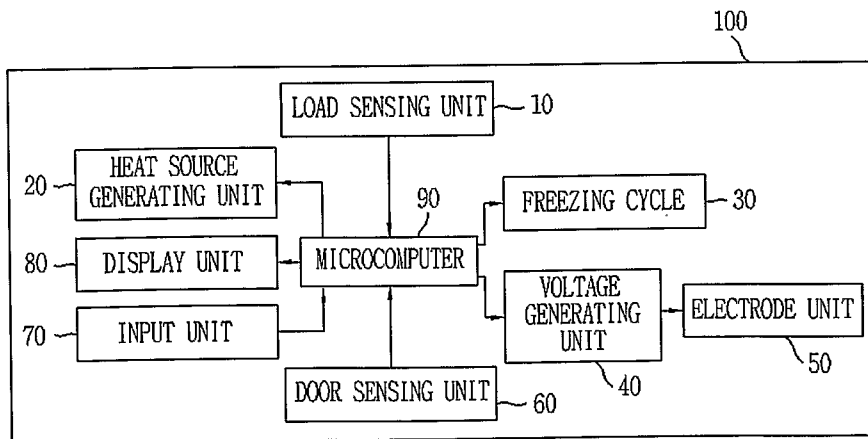 100
LOAD SENSING UNIT
10
20
HEAT SOURCE
GENERATING UNIT
90
FREEZING CYCLE
30
80
DISPLAY UNIT
MICROCOMPUTER
VOLTAGE
GENERATING
UNIT
ELECTRODE UNIT
70
INPUT UNIT
40
50
DOOR SENSING UNIT
60